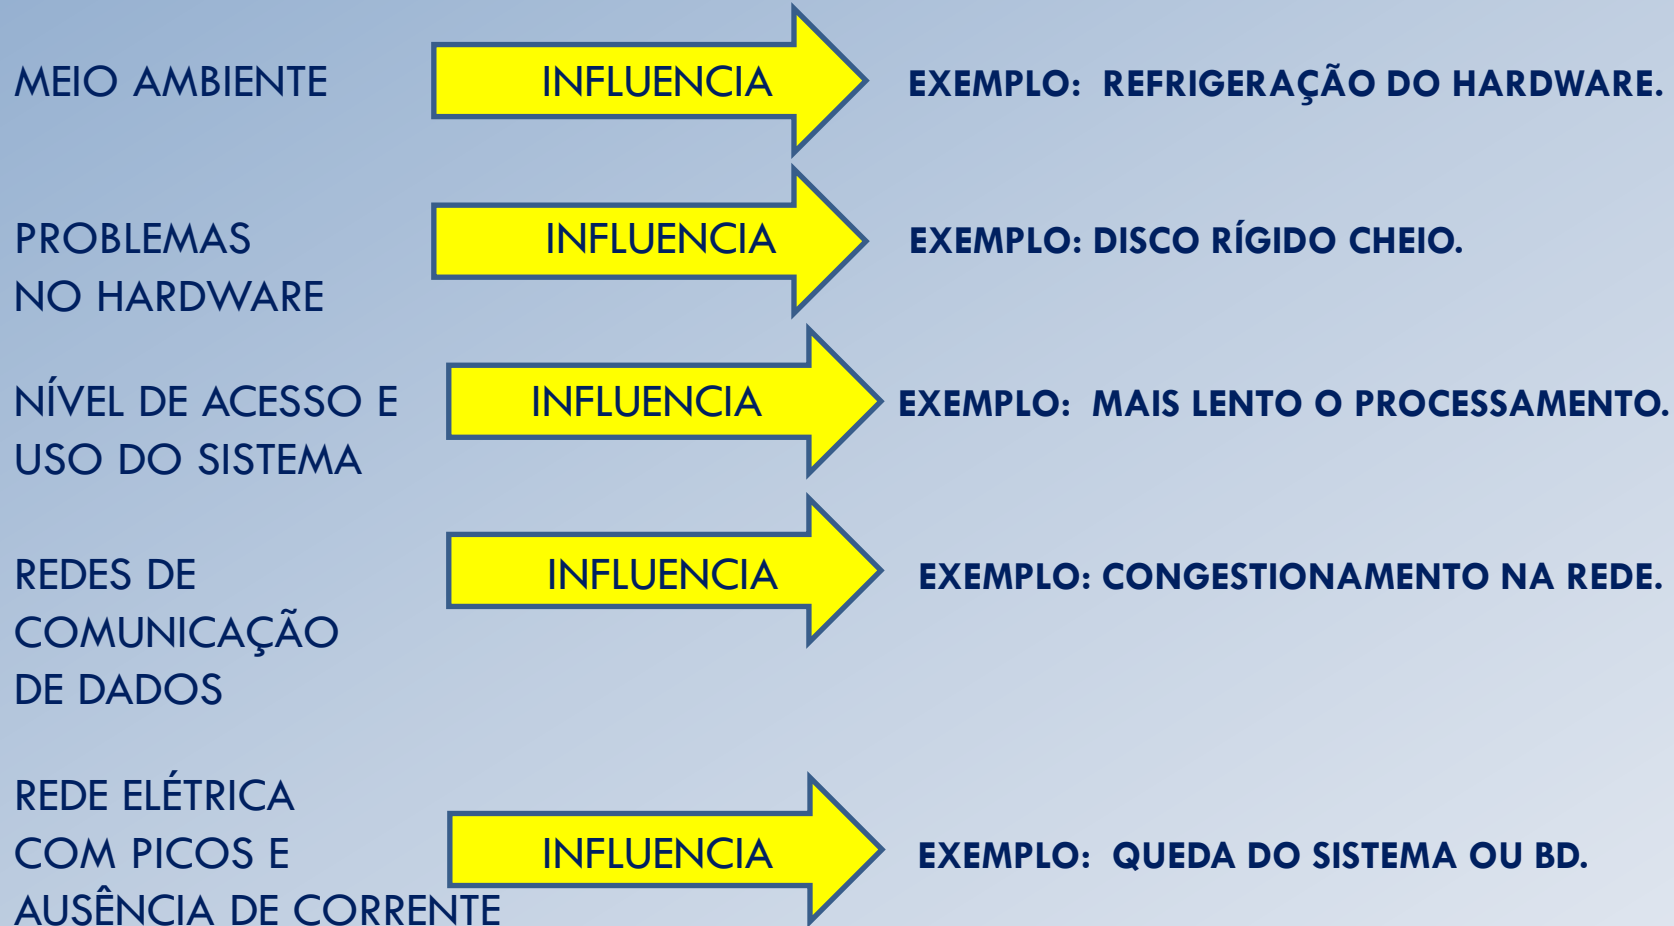 MEIO AMBIENTE
INFLUENCIA
EXEMPLO: REFRIGERAÇÃO DO HARDWARE.
PROBLEMAS
NO HARDWARE
INFLUENCIA
EXEMPLO: DISCO RÍGIDO CHEIO.
NÍVEL DE ACESSO E
USO DO SISTEMA
INFLUENCIA
EXEMPLO: MAIS LENTO O PROCESSAMENTO.
REDES DE
COMUNICAÇÃO
DE DADOS
INFLUENCIA
EXEMPLO: CONGESTIONAMENTO NA REDE.
REDE ELÉTRICA
COM PICOS E
AUSÊNCIA DE CORRENTE
INFLUENCIA
EXEMPLO: QUEDA DO SISTEMA OU BD.